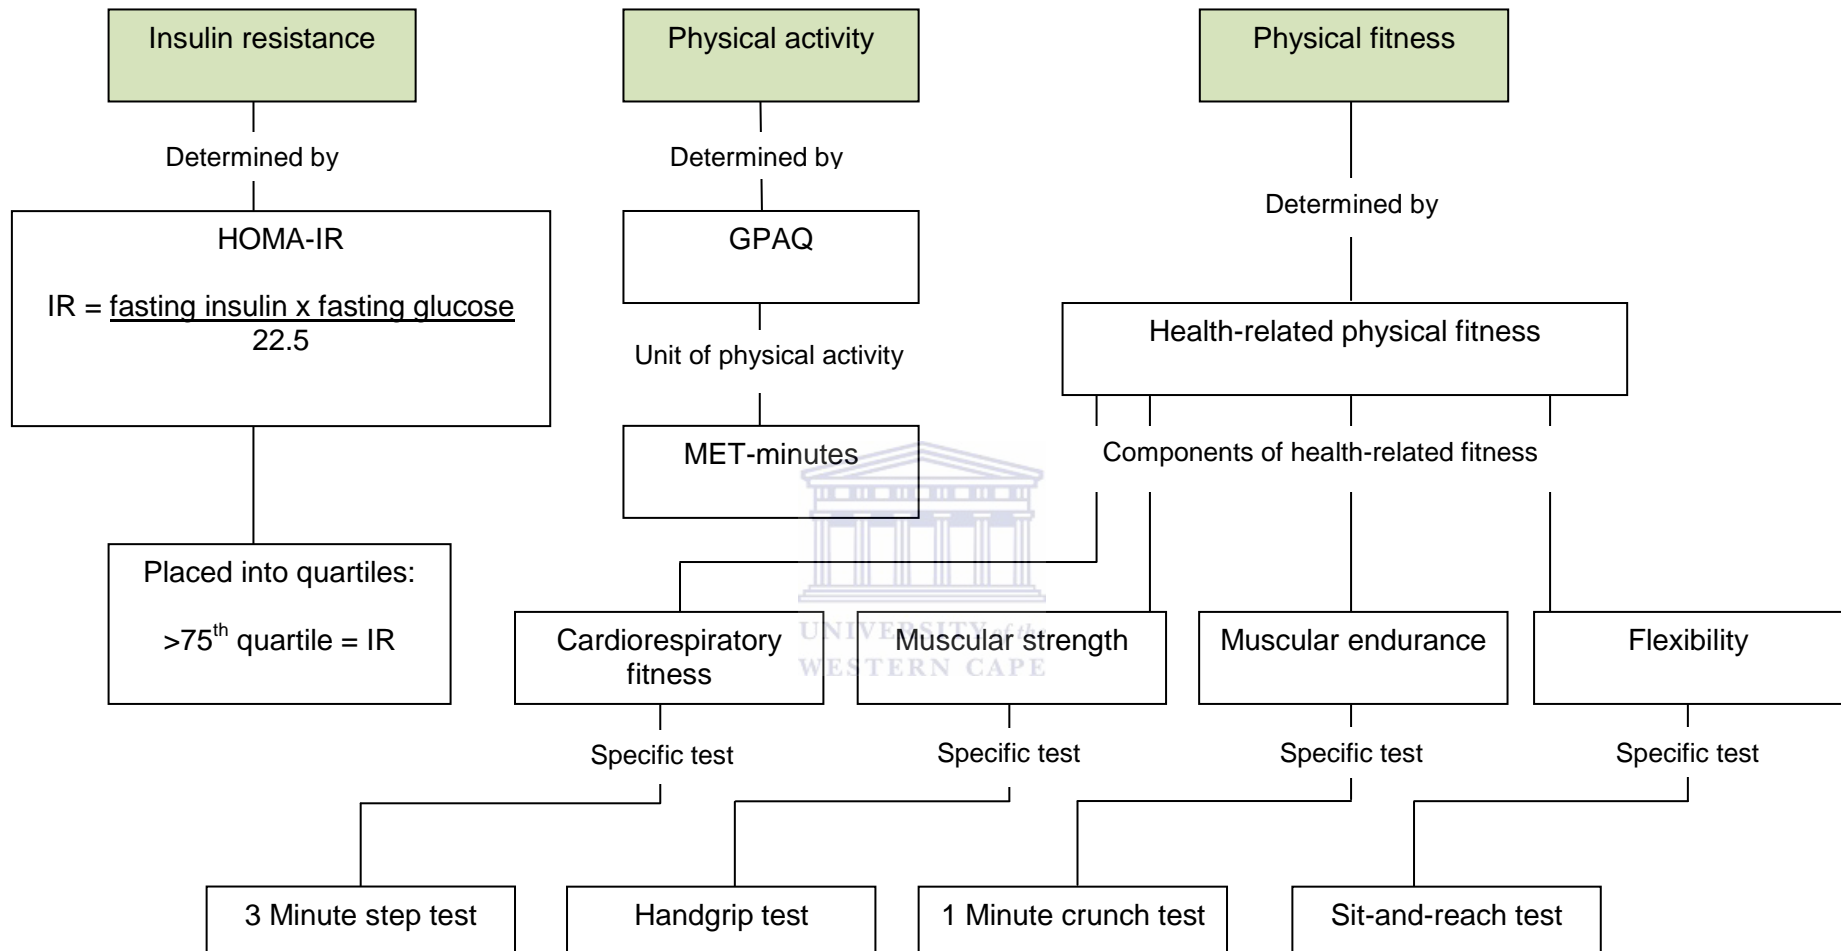 Insulin resistance
Physical activity
Physical fitness
Determined by
Determined by
Determined by
HOMA-IR
IR = fasting insulin x fasting glucose
22.5
GPAQ
Unit of physical activity
MET-minutes
Health-related physical fitness
Components of health-related fitness
Placed into quartiles:
>75th quartile = IR
Cardiorespiratory
fitness
Muscular strength
Muscular endurance
Flexibility
UNIVERSITY of the
WESTERN CAPE
Specific test
Specific test
Specific test
Specific test
3 Minute step test
Handgrip test
1 Minute crunch test
Sit-and-reach test